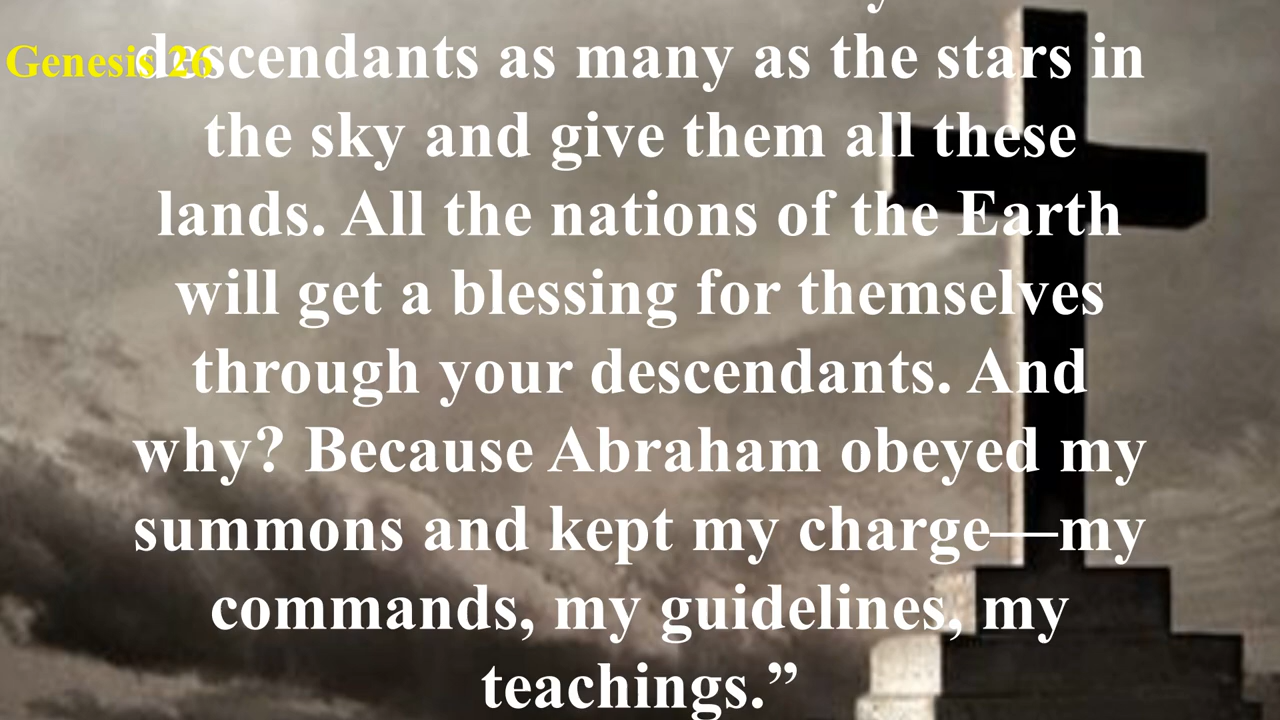 Genesis 26
descendants as many as the stars in
the sky and give them all these
lands. All the nations of the Earth
will get a blessing for themselves
through your descendants. And
why? Because Abraham obeyed my
summons and kept my charge—my
commands, my guidelines, my
teachings.”